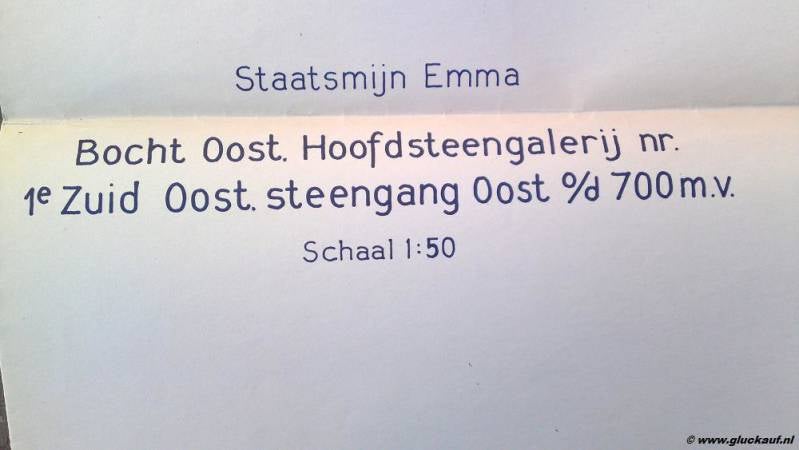 Staatsmijn Emma
Bocht Oost. Hoofdsteengalerij nr.
1e Zuid Oost. steengang Oost o/d 700 m.v.
Schaal 1:50
© www.gluckauf.nl